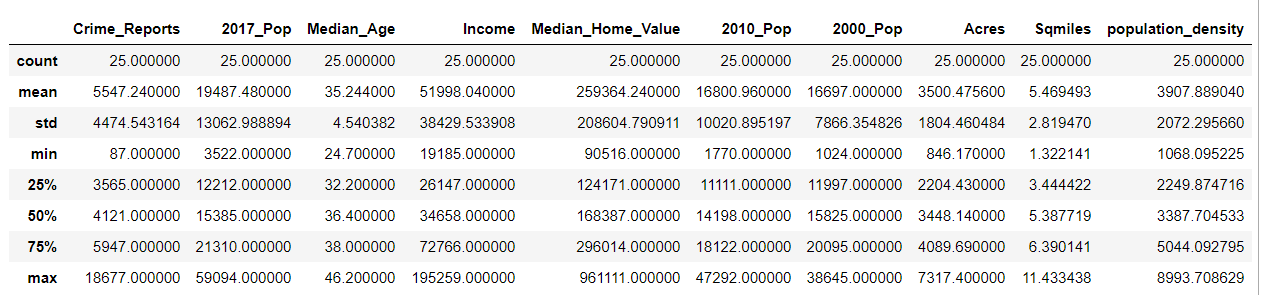 Crime_Reports 2017_Pop Median_Age Income Median_Home_Value 2010_Pop 2000_Pop Acres Sqmiles population_density
count 25.000000 25.000000 25.000000 25.000000 25.000000 25.000000 25.000000 25.000000 25.000000 25.000000
mean 5547.240000 19487.480000 35.244000 51998.040000 259364.240000 16800.960000 16697.000000 3500.475600 5.469493 3907.889040
std 4474.543164 13062.988894 4.540382 38429.533908 208604.790911 10020.895197 7866.354826 1804.460484 2.819470 2072.295660
min 87.000000 3522.000000 24.700000 19185.000000 90516.000000 1770.000000 1024.000000 846.170000 1.322141 1068.095225
25% 3565.000000 12212.000000 32.200000 26147.000000 124171.000000 11111.000000 11997.000000 2204.430000 3.444422 2249.874716
50% 4121.000000 15385.000000 36.400000 34658.000000 168387.000000 14198.000000 15825.000000 3448.140000 5.387719 3387.704533
75% 5947.000000 21310.000000 38.000000 72766.000000 296014.000000 18122.000000 20095.000000 4089.690000 6.390141 5044.092795
max 18677.000000 59094.000000 46.200000 195259.000000 961111.000000 47292.000000 38645.000000 7317.400000 11.433438 8993.708629